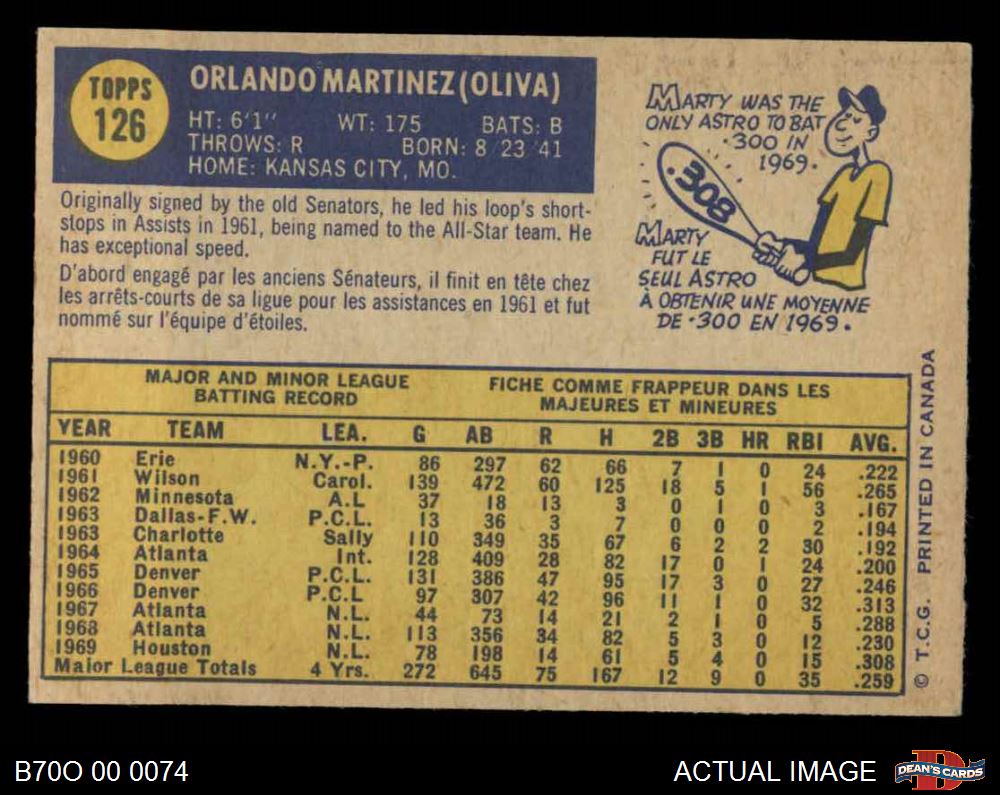 TOPPS
126
ORLANDO MARTINEZ (OLIVA)
HT: 6'1" WT: 175 BATS: B
THROWS: R BORN: 8 23 41
HOME: KANSAS CITY, MO.
Originally signed by the old Senators, he led his loop's short-
stops in Assists in 1961, being named to the All-Star team. He
has exceptional speed.
D'abord engagé par les anciens Sénateurs, il finit en tête chez
les arrêts-courts de sa ligue pour les assistances en 1961 et fut
nommé sur l'équipe d'étoiles.
MARTY WAS THE
ONLY ASTRO TO BAT
.300 IN
1969.
.308
MARTY
FUT LE
SEUL ASTRO
À OBTENIR UNE MOYENNE
DE .300 EN 1969.
MAJOR AND MINOR LEAGUE
BATTING RECORD
FICHE COMME FRAPPEUR DANS LES
MAJEURES ET MINEURES
YEAR TEAM LEA. G AB R H 2B 3B HR RBI AVG.
1960 Erie N.Y.-P. 86 297 62 66 7 1 0 24 .222
1961 Wilson Carol. 139 472 60 125 18 5 1 56 .265
1962 Minnesota A.L 37 18 13 3 0 1 0 3 .167
1963 Dallas-F.W. P.C.L. 13 36 3 7 0 0 0 2 .194
1963 Charlotte Sally 110 349 35 67 6 2 2 30 .192
1964 Atlanta Int. 128 409 28 82 17 0 1 24 .200
1965 Denver P.C.L. 131 386 47 95 17 3 0 27 .246
1966 Denver P.C.L 97 307 42 96 11 1 0 32 .313
1967 Atlanta N.L. 44 73 14 21 2 1 0 5 .288
1968 Atlanta N.L. 113 356 34 82 5 3 0 12 .230
1969 Houston N.L. 78 198 14 61 5 4 0 15 .308
Major League Totals 4 Yrs. 272 645 75 167 12 9 0 35 .259
© T.C.G. PRINTED IN CANADA
B70O 00 0074
ACTUAL IMAGE
D
DEAN'S CARDS